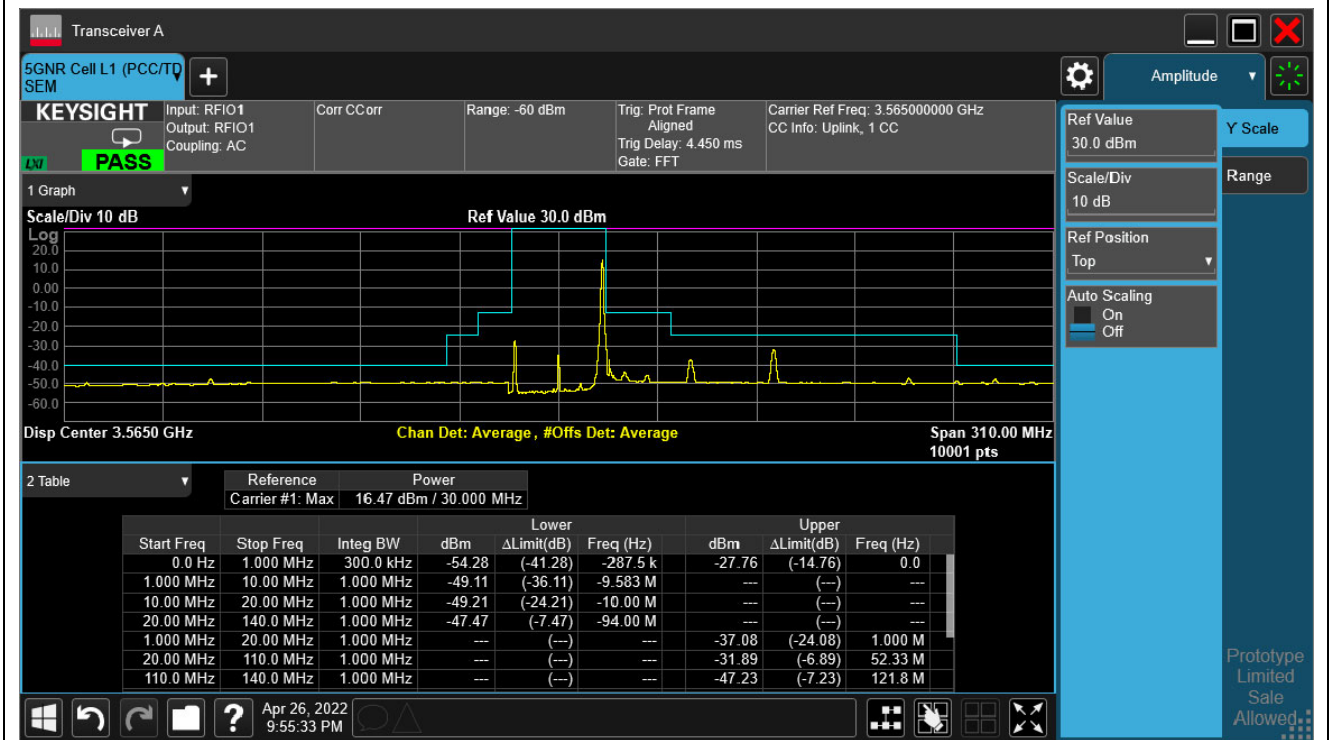 Transceiver A
5GNR Cell L1 (PCC/TD
SEM
+
Amplitude
KEYSIGHT
LXI
PASS
Input: RFIO1
Output: RFIO1
Coupling: AC
Corr CCorr
Range: -60 dBm
Trig: Prot Frame
Aligned
Trig Delay: 4.450 ms
Gate: FFT
Carrier Ref Freq: 3.565000000 GHz
CC Info: Uplink, 1 CC
Ref Value
30.0 dBm
Scale/Div
10 dB
Ref Position
Top
Auto Scaling
On
Off
Y Scale
Range
1 Graph
Scale/Div 10 dB
Ref Value 30.0 dBm
Log
20.0
10.0
0.00
-10.0
-20.0
-30.0
-40.0
-50.0
-60.0
Disp Center 3.5650 GHz
Chan Det: Average , #Offs Det: Average
Span 310.00 MHz
10001 pts
2 Table
Reference Power
Carrier #1: Max 16.47 dBm / 30.000 MHz
Lower Upper
Start Freq Stop Freq Integ BW dBm ΔLimit(dB) Freq (Hz) dBm ΔLimit(dB) Freq (Hz)
0.0 Hz 1.000 MHz 300.0 kHz -54.28 (-41.28) -287.5 k -27.76 (-14.76) 0.0
1.000 MHz 10.00 MHz 1.000 MHz -49.11 (-36.11) -9.583 M --- (---) ---
10.00 MHz 20.00 MHz 1.000 MHz -49.21 (-24.21) -10.00 M --- (---) ---
20.00 MHz 140.0 MHz 1.000 MHz -47.47 (-7.47) -94.00 M --- (---) ---
1.000 MHz 20.00 MHz 1.000 MHz --- (---) --- -37.08 (-24.08) 1.000 M
20.00 MHz 110.0 MHz 1.000 MHz --- (---) --- -31.89 (-6.89) 52.33 M
110.0 MHz 140.0 MHz 1.000 MHz --- (---) --- -47.23 (-7.23) 121.8 M
Prototype
Limited
Sale
Allowed
?
Apr 26, 2022
9:55:33 PM